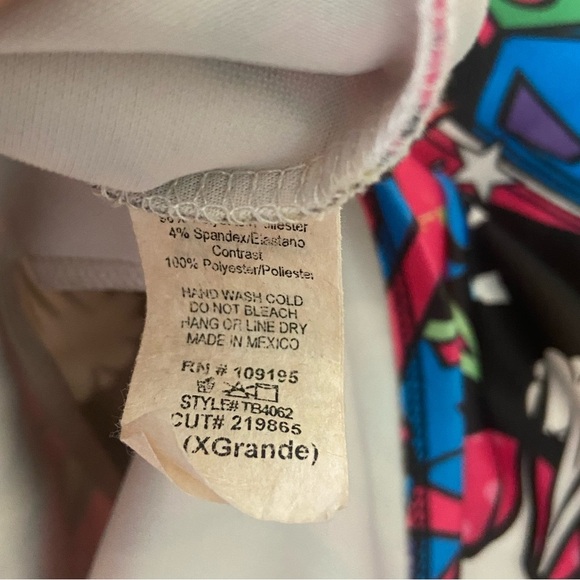 4% Spandex/Elastano
Contrast
100% Polyester/Poliester
HAND WASH COLD
DO NOT BLEACH
HANG OR LINE DRY
MADE IN MEXICO
RN # 109195
STYLE# TB4062
CUT# 219865
(XGrande)